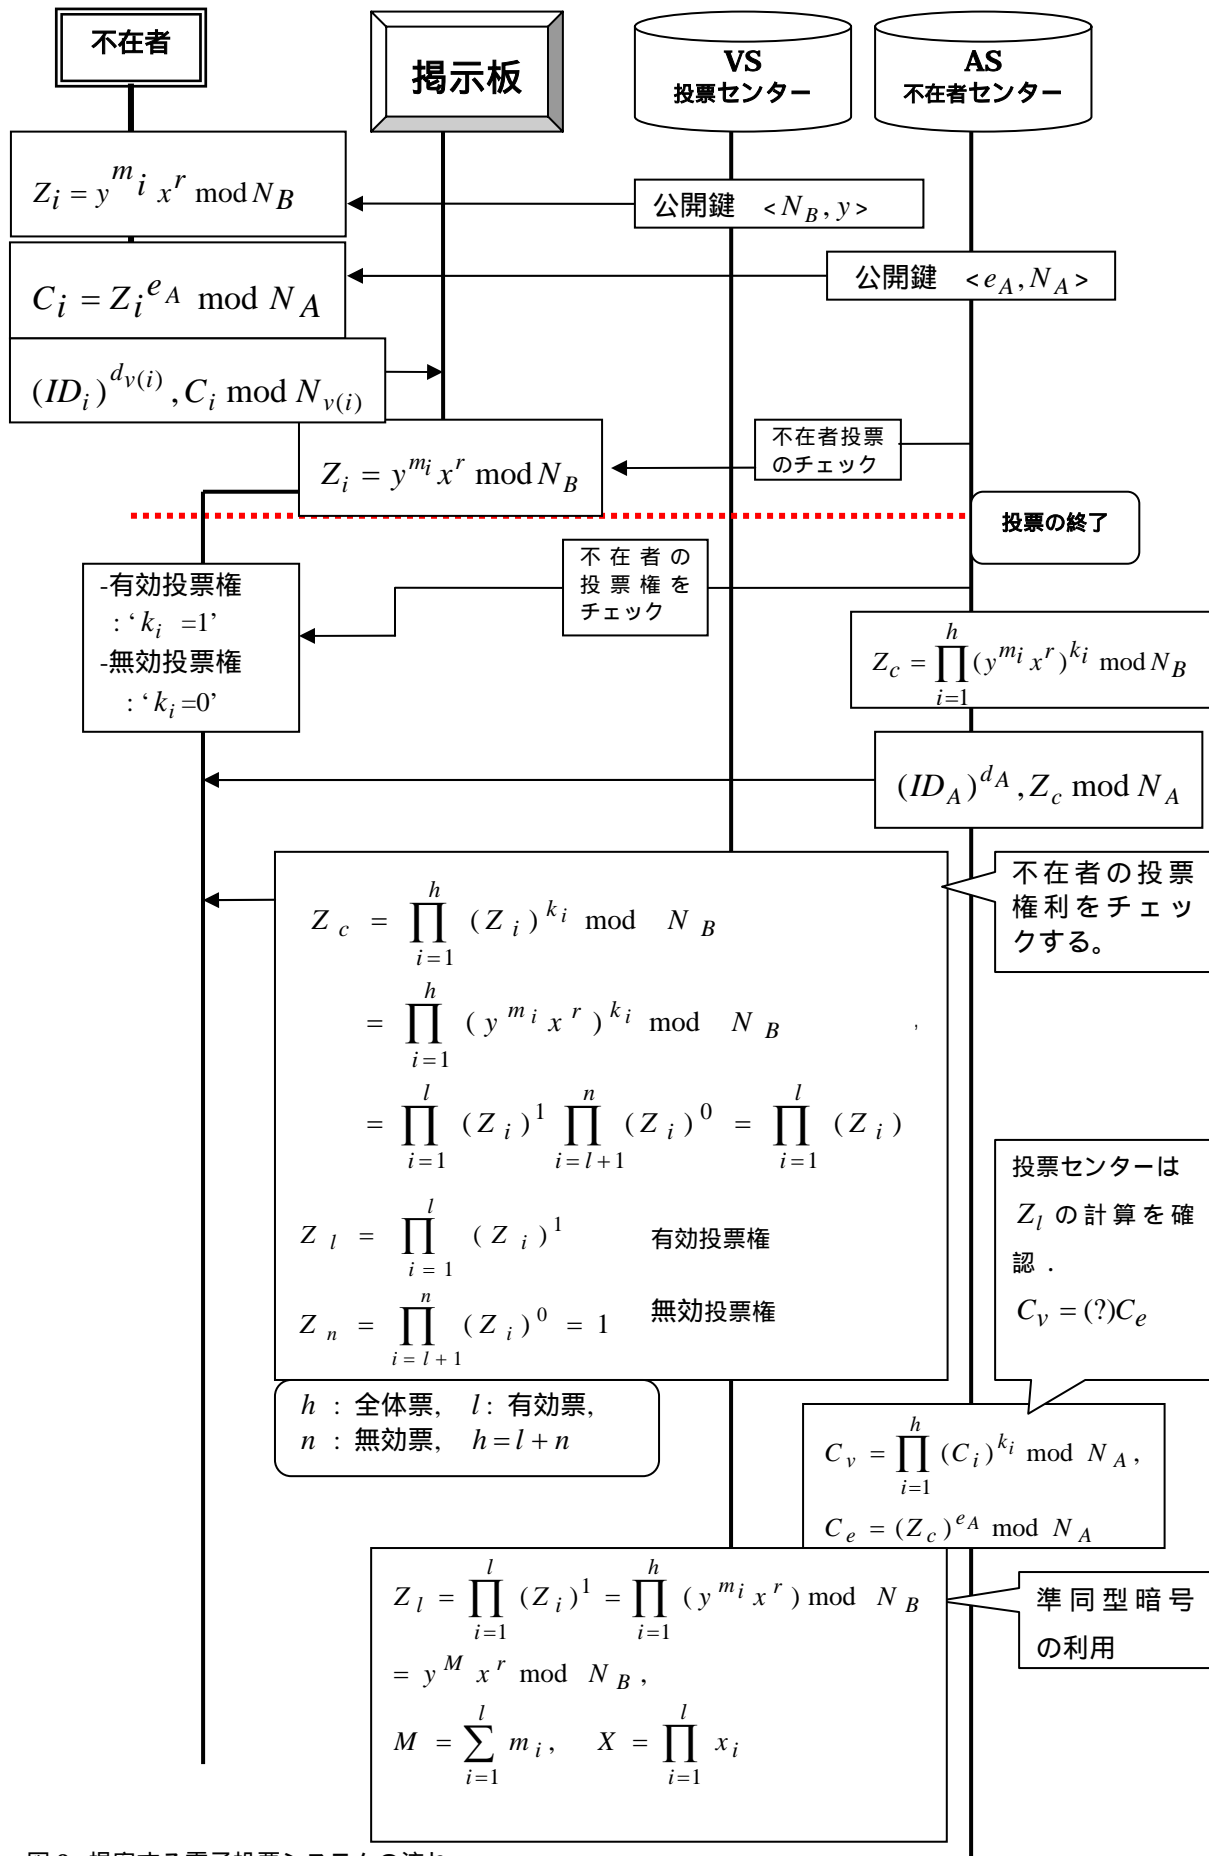 不在者
掲示板
VS
投票センター
AS
不在者センター
Z_i = y^{m_i} x^r mod N_B
公開鍵 <N_B, y>
C_i = Z_i^{e_A} mod N_A
公開鍵 <e_A, N_A>
(ID_i)^{d_{v(i)}}, C_i mod N_{v(i)}
不在者投票
のチェック
Z_i = y^{m_i} x^r mod N_B
投票の終了
不在者の
投票権を
チェック
-有効投票権
:‘k_i =1’
-無効投票権
:‘k_i =0’
Z_c = ∏_{i=1}^{h} (y^{m_i} x^r)^{k_i} mod N_B
(ID_A)^{d_A}, Z_c mod N_A
不在者の投票
権利をチェッ
クする。
Z_c = ∏_{i=1}^{h} (Z_i)^{k_i} mod N_B
= ∏_{i=1}^{h} (y^{m_i} x^r)^{k_i} mod N_B ,
= ∏_{i=1}^{l} (Z_i)^1 ∏_{i=l+1}^{n} (Z_i)^0 = ∏_{i=1}^{l} (Z_i)
Z_l = ∏_{i=1}^{l} (Z_i)^1 有効投票権
Z_n = ∏_{i=l+1}^{n} (Z_i)^0 = 1 無効投票権
投票センターは
Z_l の計算を確
認．
C_v = (?)C_e
h : 全体票, l : 有効票,
n : 無効票, h = l + n
C_v = ∏_{i=1}^{h} (C_i)^{k_i} mod N_A ,
C_e = (Z_c)^{e_A} mod N_A
Z_l = ∏_{i=1}^{l} (Z_i)^1 = ∏_{i=1}^{h} (y^{m_i} x^r) mod N_B
= y^M x^r mod N_B ,
M = ∑_{i=1}^{l} m_i , X = ∏_{i=1}^{l} x_i
準同型暗号
の利用